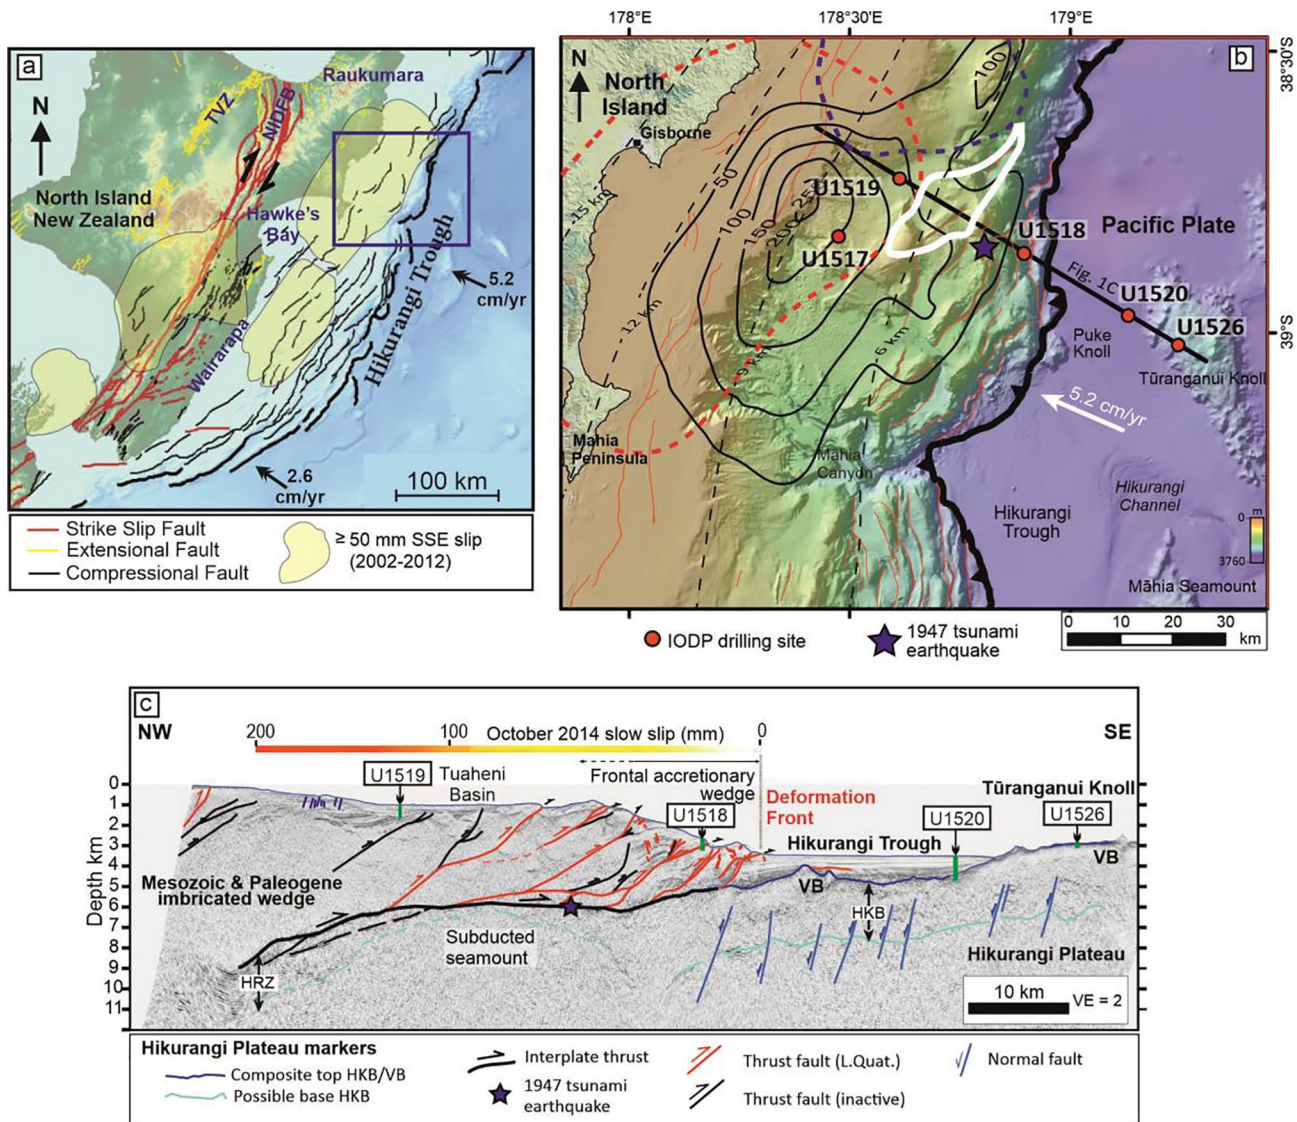 a
N
Raukumara
TVZ
NIDFB
North Island
New Zealand
Hawke's
Bay
Wairarapa
Hikurangi Trough
5.2
cm/yr
2.6
cm/yr
100 km
Strike Slip Fault
Extensional Fault
Compressional Fault
≥ 50 mm SSE slip
(2002-2012)
178°E
178°30'E
179°E
38°30'S
39°S
b
N
North
Island
Gisborne
15 km
12 km
9 km
6 km
50
100
150
200
100
U1519
U1517
U1518
Pacific Plate
Fig. 1C
U1520
U1526
Puke
Knoll
Tūranganui Knoll
5.2 cm/yr
Mahia
Peninsula
Mahia
Canyon
Hikurangi
Trough
Hikurangi
Channel
0 m
3760
Māhia Seamount
0 10 20 30
km
IODP drilling site
1947 tsunami
earthquake
c
NW
SE
200
100
October 2014 slow slip (mm)
0
U1519
Tuaheni
Basin
Frontal accretionary
wedge
U1518
Deformation
Front
Hikurangi Trough
U1520
Tūranganui Knoll
U1526
VB
VB
HKB
Depth km
0
1
2
3
4
5
6
7
8
9
10
11
Mesozoic & Paleogene
imbricated wedge
HRZ
Subducted
seamount
Hikurangi Plateau
10 km
VE = 2
Hikurangi Plateau markers
Composite top HKB/VB
Possible base HKB
Interplate thrust
1947 tsunami
earthquake
Thrust fault (L.Quat.)
Thrust fault (inactive)
Normal fault